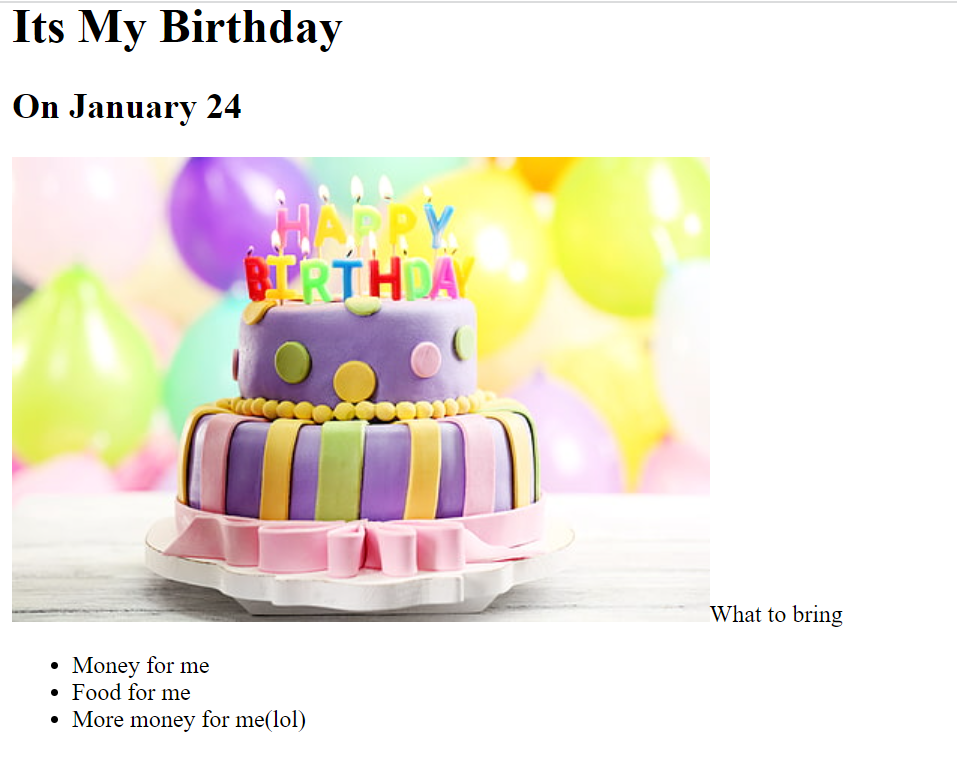 Its My Birthday
On January 24
HAPPY
BIRTHDAY
What to bring
Money for me
Food for me
More money for me(lol)